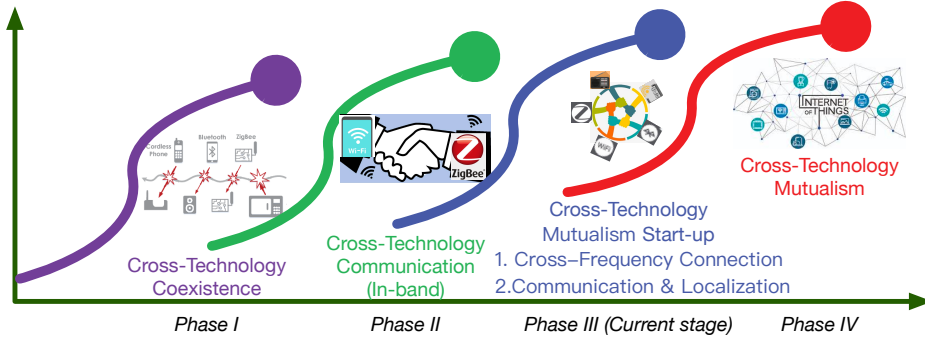 Cordless
Phone
Bluetooth
ZigBee
Wi-Fi
Z
ZigBee
Z
WiFi
INTERNET
OF THINGS
Cross-Technology
Coexistence
Cross-Technology
Communication
(In-band)
Cross-Technology
Mutualism Start-up
1. Cross–Frequency Connection
2.Communication & Localization
Cross-Technology
Mutualism
Phase I
Phase II
Phase III (Current stage)
Phase IV